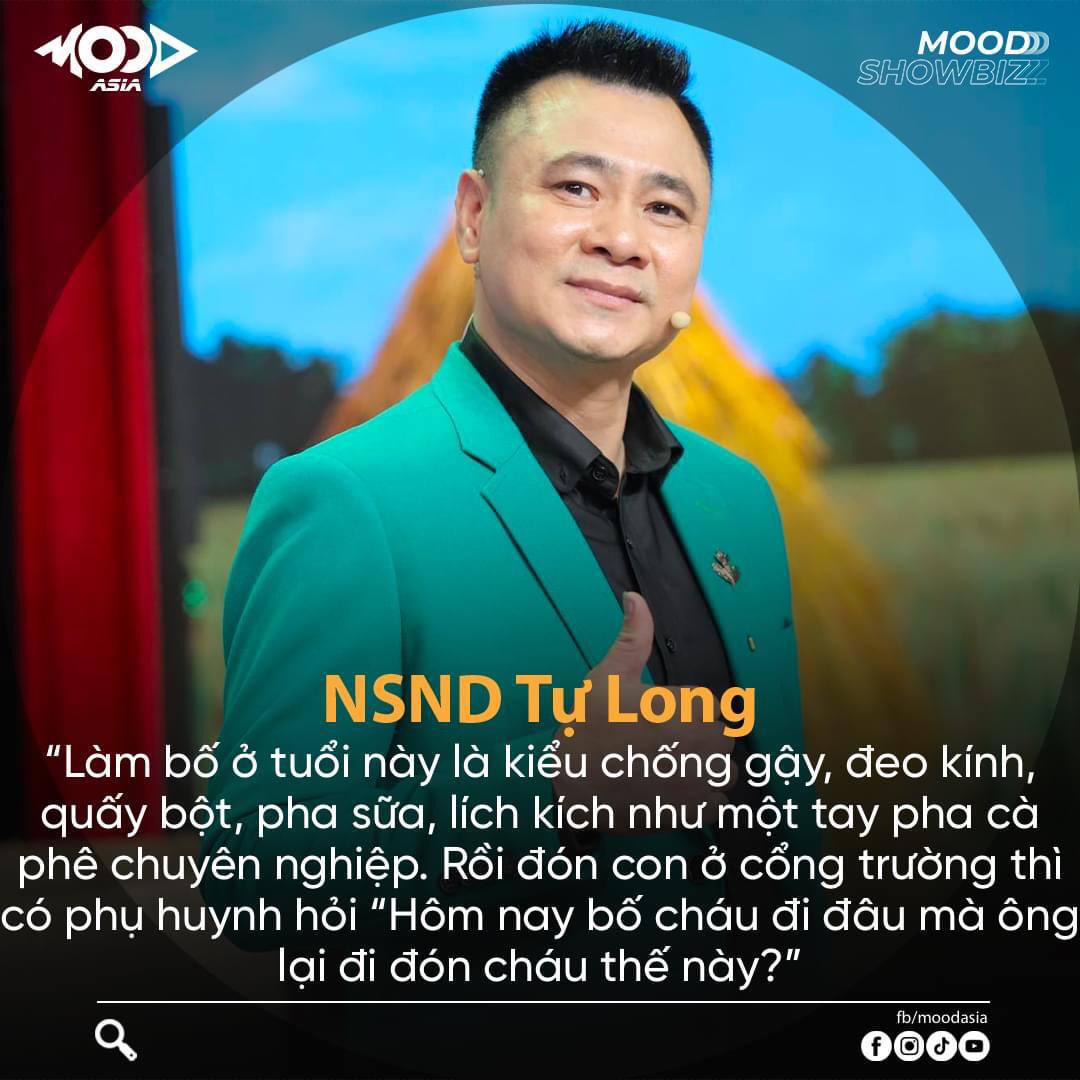 MOOD
ASIA
MOOD
SHOWBIZ
NSND Tự Long
“Làm bố ở tuổi này là kiểu chống gậy, đeo kính,
quấy bột, pha sữa, lích kích như một tay pha cà
phê chuyên nghiệp. Rồi đón con ở cổng trường thì
có phụ huynh hỏi “Hôm nay bố cháu đi đâu mà ông
lại đi đón cháu thế này?”
fb/moodasia